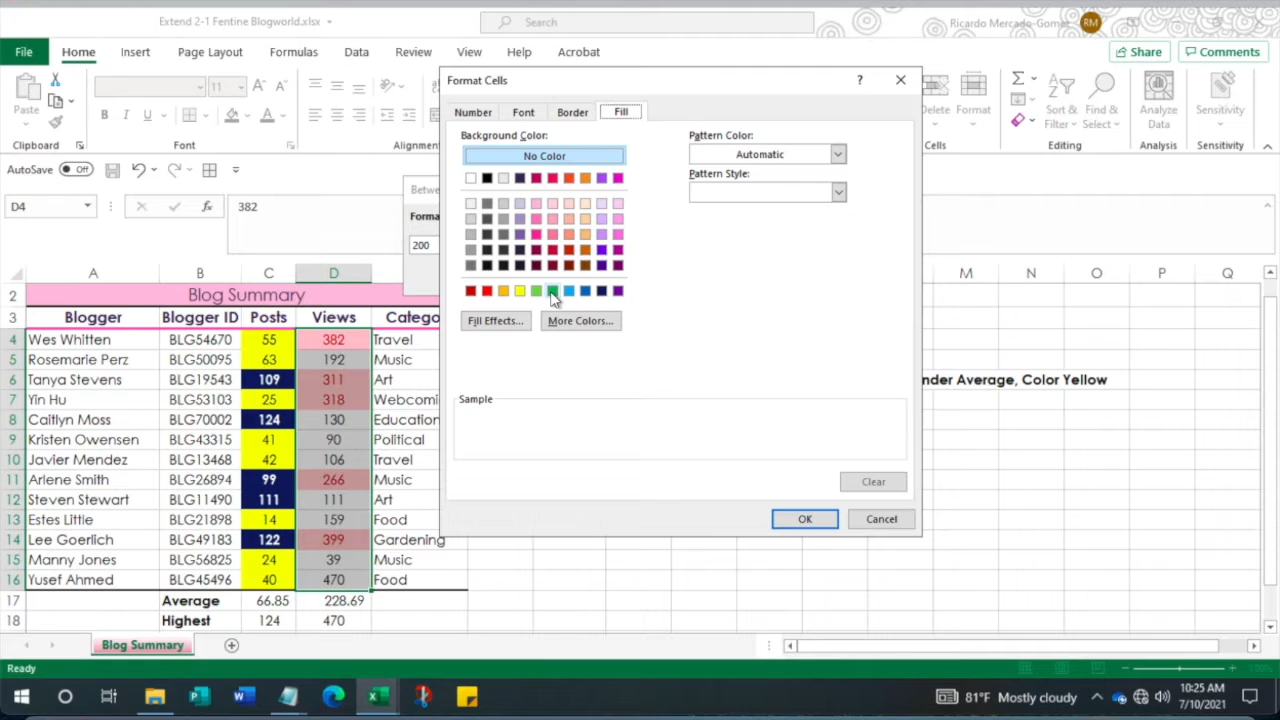 Extend 2-1 Fentine Blogworld.xlsx
Search
Ricardo Mercado-Gomet RM
File Home Insert Page Layout Formulas Data Review View Help Acrobat Share Comments
Format Cells ?
Paste 11 B I U Delete Format Sort & Filter Find & Select Analyze Data Sensitivity
Clipboard Font Alignment Cells Editing Analysis Sensitivity
Number Font Border Fill
Background Color: Pattern Color:
No Color Automatic
Pattern Style:
AutoSave Off
Betwe
Forma
200
D4 fx 382
Fill Effects... More Colors...
Sample
Clear
OK Cancel
A B C D M N O P Q
2 Blog Summary
3 Blogger Blogger ID Posts Views Catego
4 Wes Whitten BLG54670 55 382 Travel
5 Rosemarie Perz BLG50095 63 192 Music
6 Tanya Stevens BLG19543 109 311 Art nder Average, Color Yellow
7 Yin Hu BLG53103 25 318 Webcomi
8 Caitlyn Moss BLG70002 124 130 Education
9 Kristen Owensen BLG43315 41 90 Political
10 Javier Mendez BLG13468 42 106 Travel
11 Arlene Smith BLG26894 99 266 Music
12 Steven Stewart BLG11490 111 111 Art
13 Estes Little BLG21898 14 159 Food
14 Lee Goerlich BLG49183 122 399 Gardening
15 Manny Jones BLG56825 24 39 Music
16 Yusef Ahmed BLG45496 40 470 Food
17 Average 66.85 228.69
18 Highest 124 470
Blog Summary
Ready
81°F Mostly cloudy
10:25 AM
7/10/2021